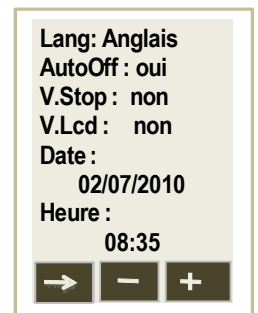 Lang: Anglais
AutoOff : oui
V.Stop : non
V.Lcd : non
Date :
02/07/2010
Heure :
08:35
→ − +